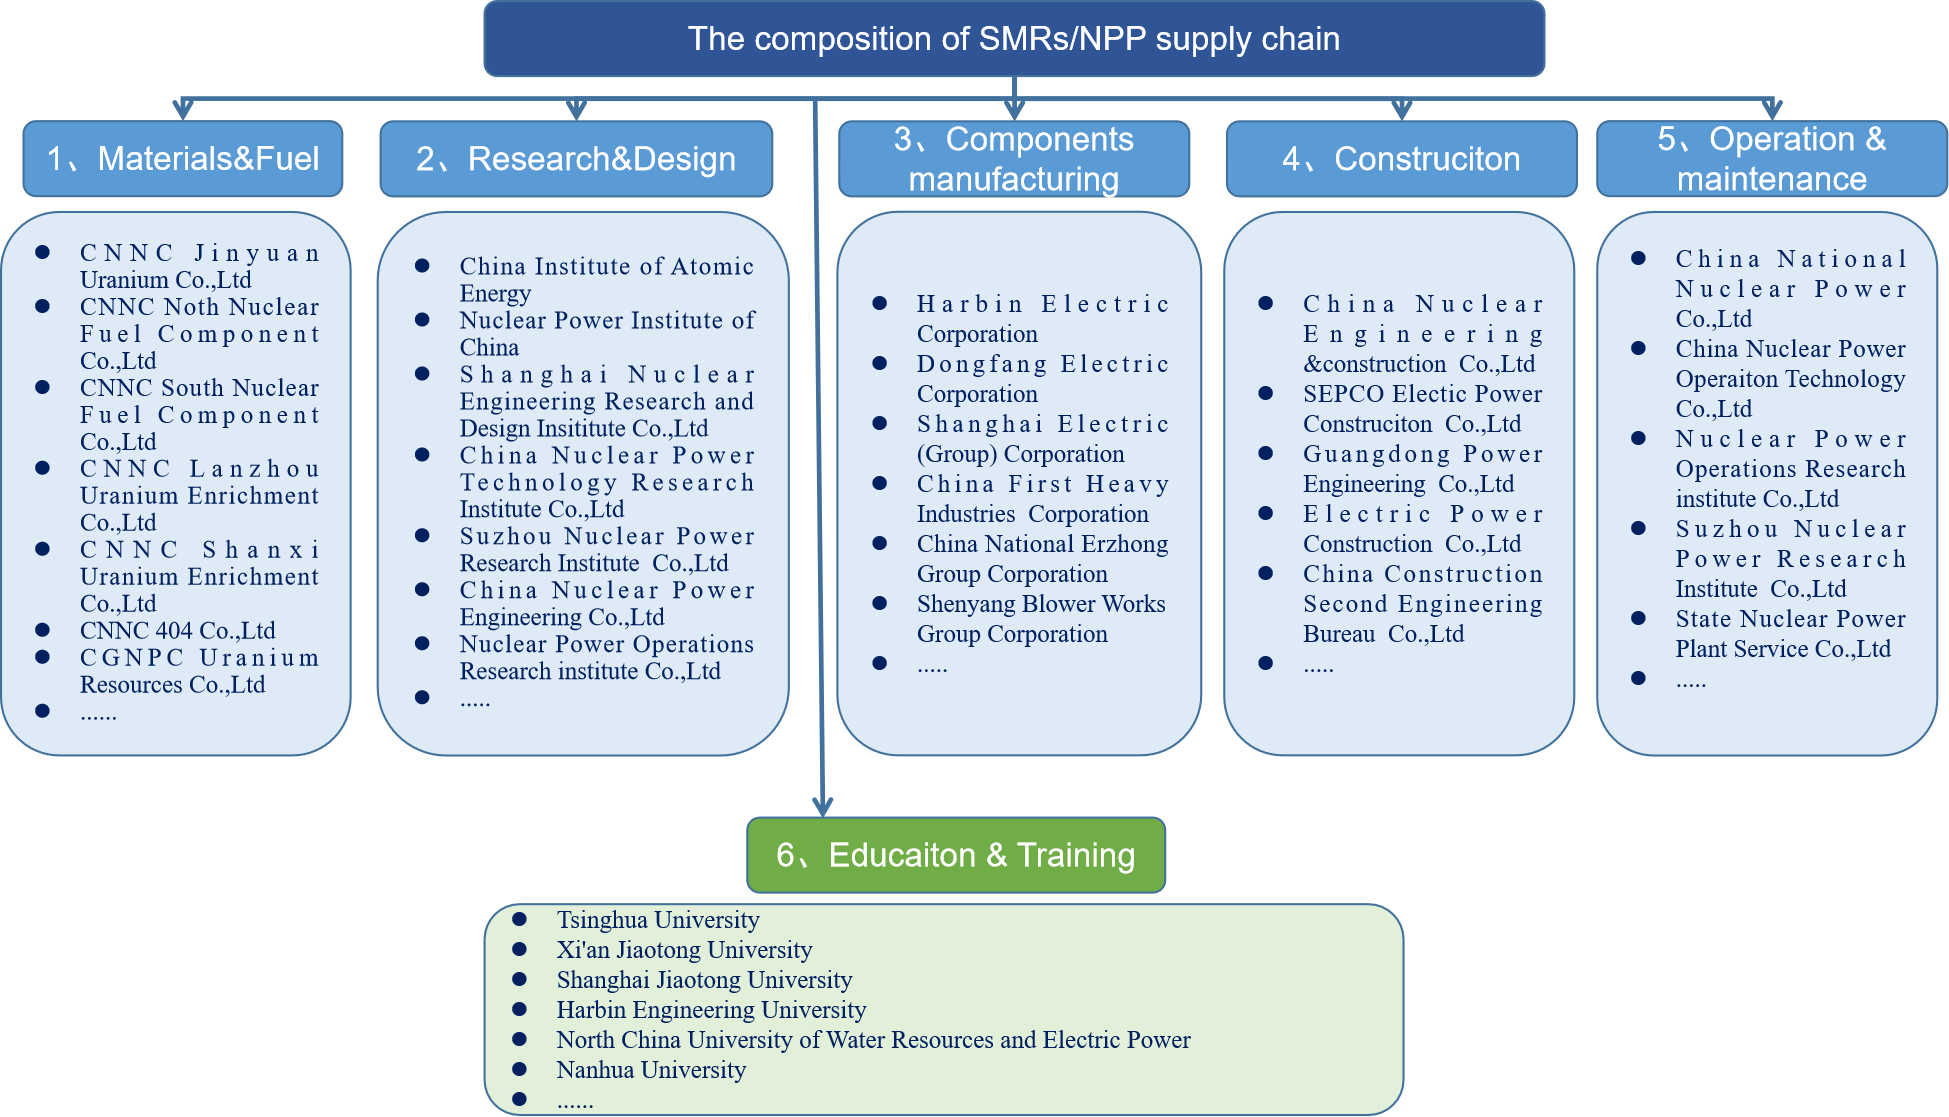 The composition of SMRs/NPP supply chain
1、Materials&Fuel
CNNC Jinyuan
Uranium Co.,Ltd
CNNC Noth Nuclear
Fuel Component
Co.,Ltd
CNNC South Nuclear
Fuel Component
Co.,Ltd
CNNC Lanzhou
Uranium Enrichment
Co.,Ltd
CNNC Shanxi
Uranium Enrichment
Co.,Ltd
CNNC 404 Co.,Ltd
CGNPC Uranium
Resources Co.,Ltd
......
2、Research&Design
China Institute of Atomic
Energy
Nuclear Power Institute of
China
Shanghai Nuclear
Engineering Research and
Design Insititute Co.,Ltd
China Nuclear Power
Technology Research
Institute Co.,Ltd
Suzhou Nuclear Power
Research Institute Co.,Ltd
China Nuclear Power
Engineering Co.,Ltd
Nuclear Power Operations
Research institute Co.,Ltd
.....
3、Components
manufacturing
Harbin Electric
Corporation
Dongfang Electric
Corporation
Shanghai Electric
(Group) Corporation
China First Heavy
Industries Corporation
China National Erzhong
Group Corporation
Shenyang Blower Works
Group Corporation
.....
4、Construciton
China Nuclear
Engineering
&construction Co.,Ltd
SEPCO Electic Power
Construciton Co.,Ltd
Guangdong Power
Engineering Co.,Ltd
Electric Power
Construction Co.,Ltd
China Construction
Second Engineering
Bureau Co.,Ltd
.....
5、Operation &
maintenance
China National
Nuclear Power
Co.,Ltd
China Nuclear Power
Operaiton Technology
Co.,Ltd
Nuclear Power
Operations Research
institute Co.,Ltd
Suzhou Nuclear
Power Research
Institute Co.,Ltd
State Nuclear Power
Plant Service Co.,Ltd
.....
6、Educaiton & Training
Tsinghua University
Xi'an Jiaotong University
Shanghai Jiaotong University
Harbin Engineering University
North China University of Water Resources and Electric Power
Nanhua University
......